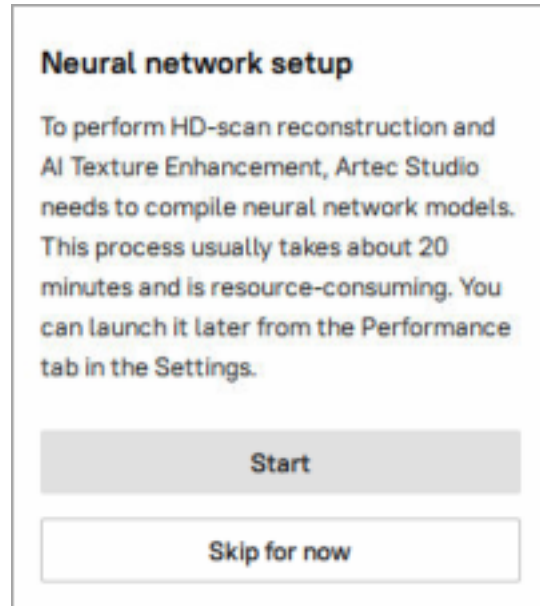 Neural network setup
To perform HD-scan reconstruction and
AI Texture Enhancement, Artec Studio
needs to compile neural network models.
This process usually takes about 20
minutes and is resource-consuming. You
can launch it later from the Performance
tab in the Settings.
Start
Skip for now